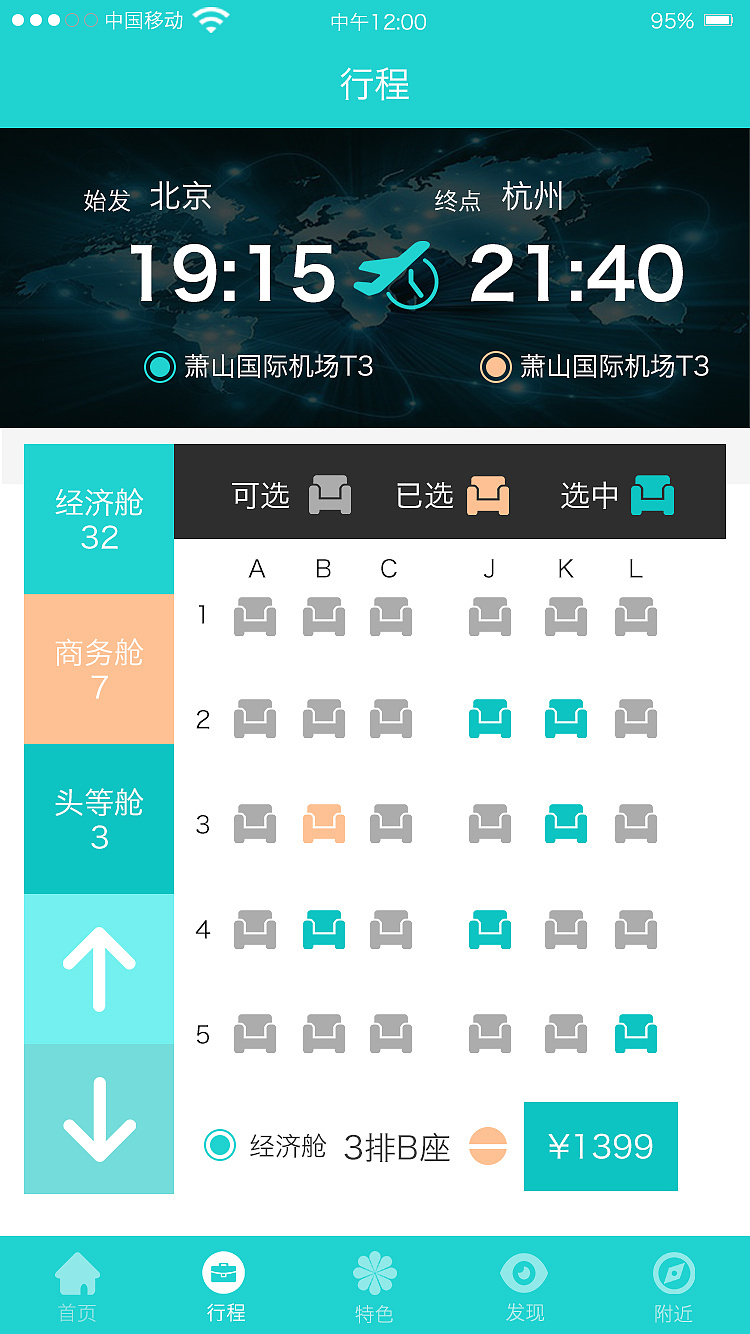 中国移动 中午12:00 95%
行程
始发 北京 终点 杭州
19:15 21:40
萧山国际机场T3 萧山国际机场T3
经济舱
32
可选 已选 选中
商务舱
7
头等舱
3
A B C J K L
1
2
3
4
5
经济舱 3排B座 ¥1399
首页 行程 特色 发现 附近